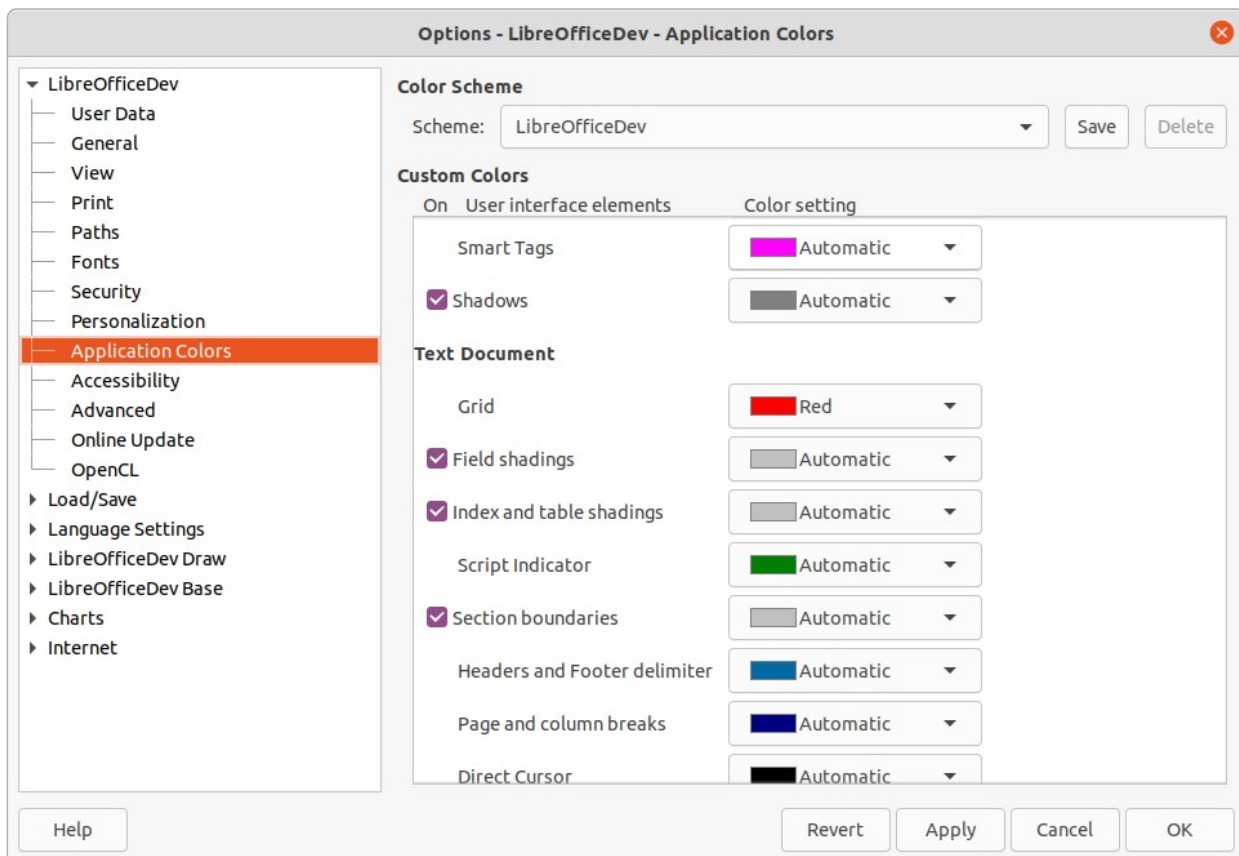 Options - LibreOfficeDev - Application Colors
LibreOfficeDev
User Data
General
View
Print
Paths
Fonts
Security
Personalization
Application Colors
Accessibility
Advanced
Online Update
OpenCL
Load/Save
Language Settings
LibreOfficeDev Draw
LibreOfficeDev Base
Charts
Internet
Color Scheme
Scheme: LibreOfficeDev Save Delete
Custom Colors
On User interface elements Color setting
Smart Tags Automatic
Shadows Automatic
Text Document
Grid Red
Field shadings Automatic
Index and table shadings Automatic
Script Indicator Automatic
Section boundaries Automatic
Headers and Footer delimiter Automatic
Page and column breaks Automatic
Direct Cursor Automatic
Help Revert Apply Cancel OK